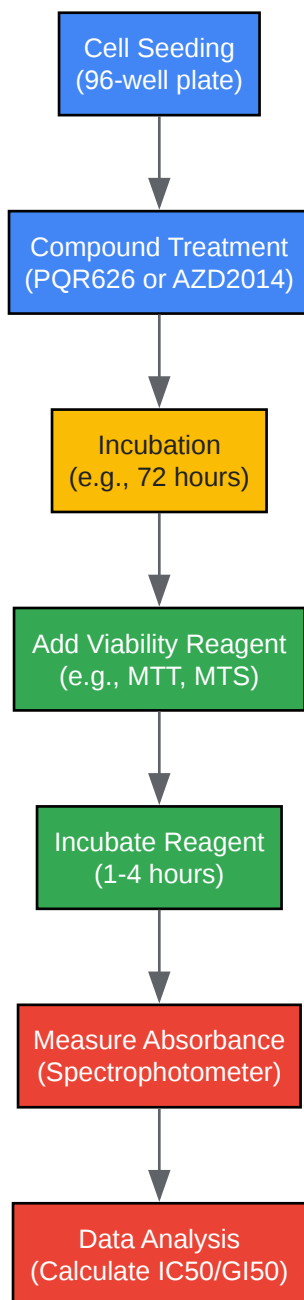 Cell Seeding
(96-well plate)
Compound Treatment
(PQR626 or AZD2014)
Incubation
(e.g., 72 hours)
Add Viability Reagent
(e.g., MTT, MTS)
Incubate Reagent
(1-4 hours)
Measure Absorbance
(Spectrophotometer)
Data Analysis
(Calculate IC50/GI50)